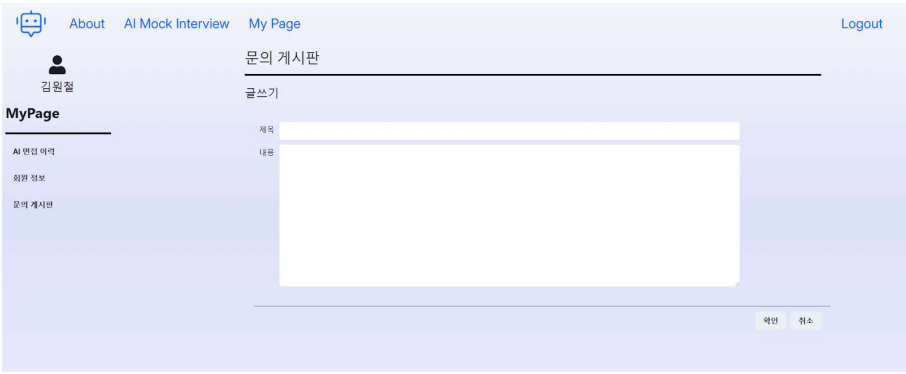 About AI Mock Interview My Page Logout
김원철
MyPage
AI 면접 이력
회원 정보
문의 게시판
문의 게시판
글쓰기
제목
내용
확인 취소